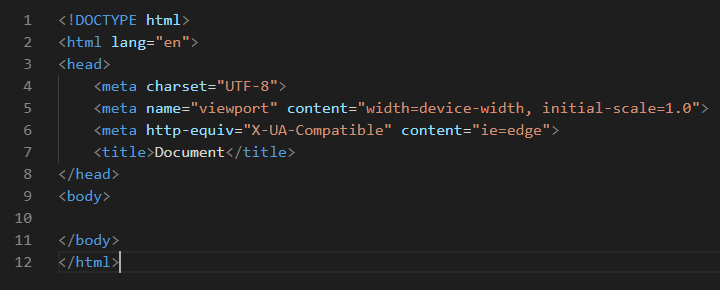 1 <!DOCTYPE html>
2 <html lang="en">
3 <head>
4     <meta charset="UTF-8">
5     <meta name="viewport" content="width=device-width, initial-scale=1.0">
6     <meta http-equiv="X-UA-Compatible" content="ie=edge">
7     <title>Document</title>
8 </head>
9 <body>
10
11 </body>
12 </html>